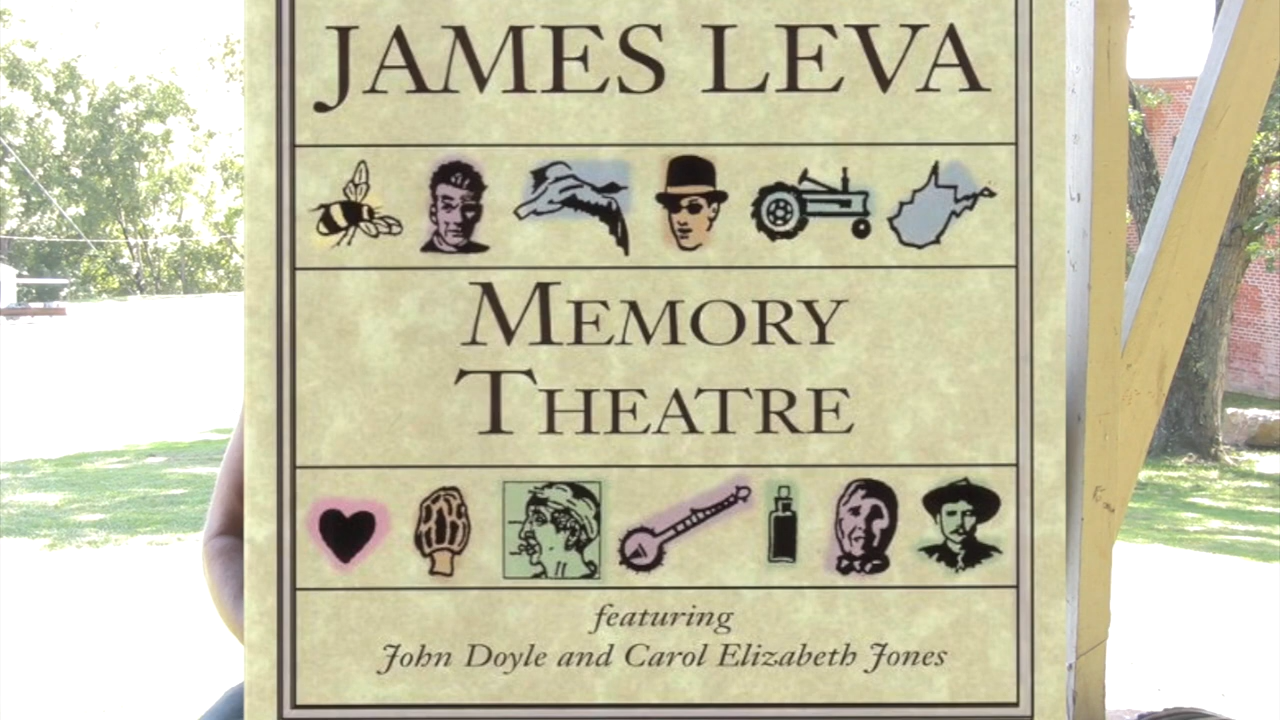 JAMES LEVA
MEMORY
THEATRE
featuring
John Doyle and Carol Elizabeth Jones